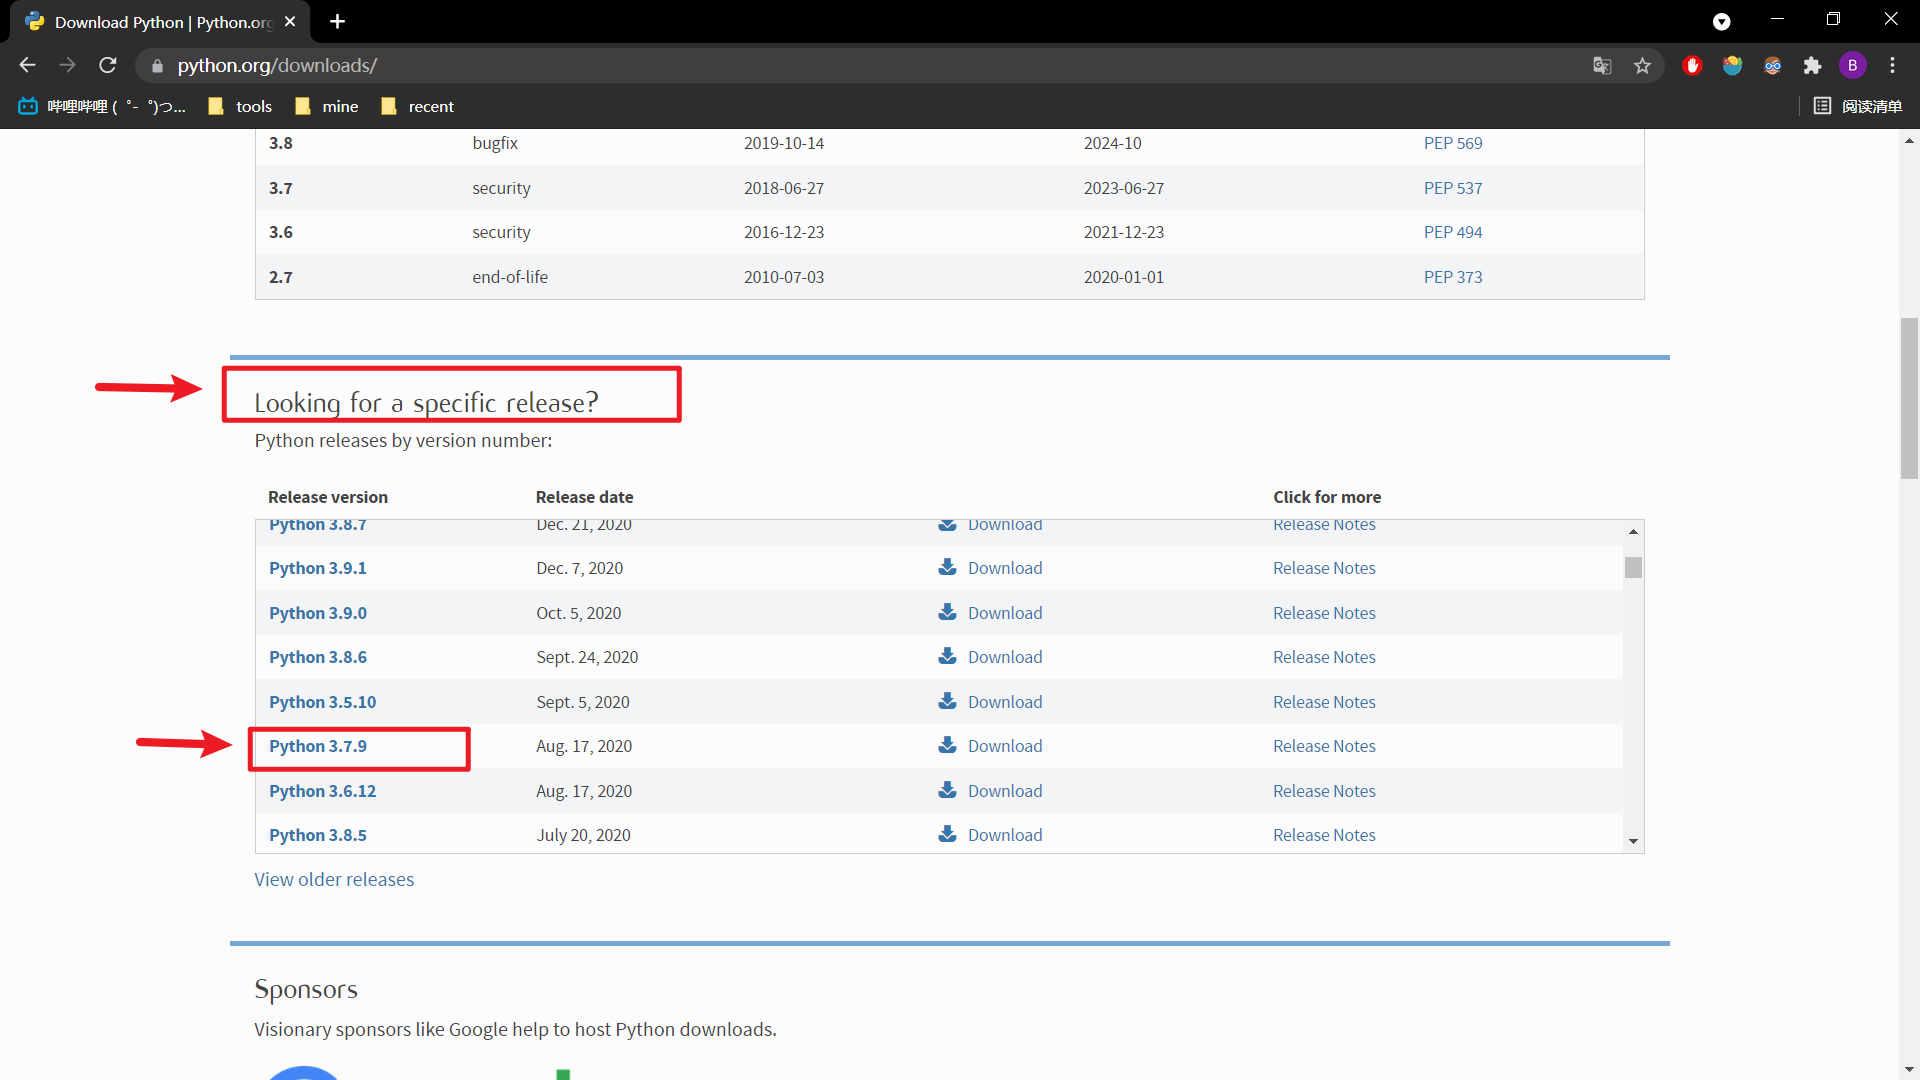 Download Python | Python.org
python.org/downloads/
哔哩哔哩 ( ゜- ゜)つ... tools mine recent 阅读清单
3.8 bugfix 2019-10-14 2024-10 PEP 569
3.7 security 2018-06-27 2023-06-27 PEP 537
3.6 security 2016-12-23 2021-12-23 PEP 494
2.7 end-of-life 2010-07-03 2020-01-01 PEP 373
Looking for a specific release?
Python releases by version number:
Release version Release date Click for more
Python 3.8.7 Dec. 21, 2020 Download Release Notes
Python 3.9.1 Dec. 7, 2020 Download Release Notes
Python 3.9.0 Oct. 5, 2020 Download Release Notes
Python 3.8.6 Sept. 24, 2020 Download Release Notes
Python 3.5.10 Sept. 5, 2020 Download Release Notes
Python 3.7.9 Aug. 17, 2020 Download Release Notes
Python 3.6.12 Aug. 17, 2020 Download Release Notes
Python 3.8.5 July 20, 2020 Download Release Notes
View older releases
Sponsors
Visionary sponsors like Google help to host Python downloads.